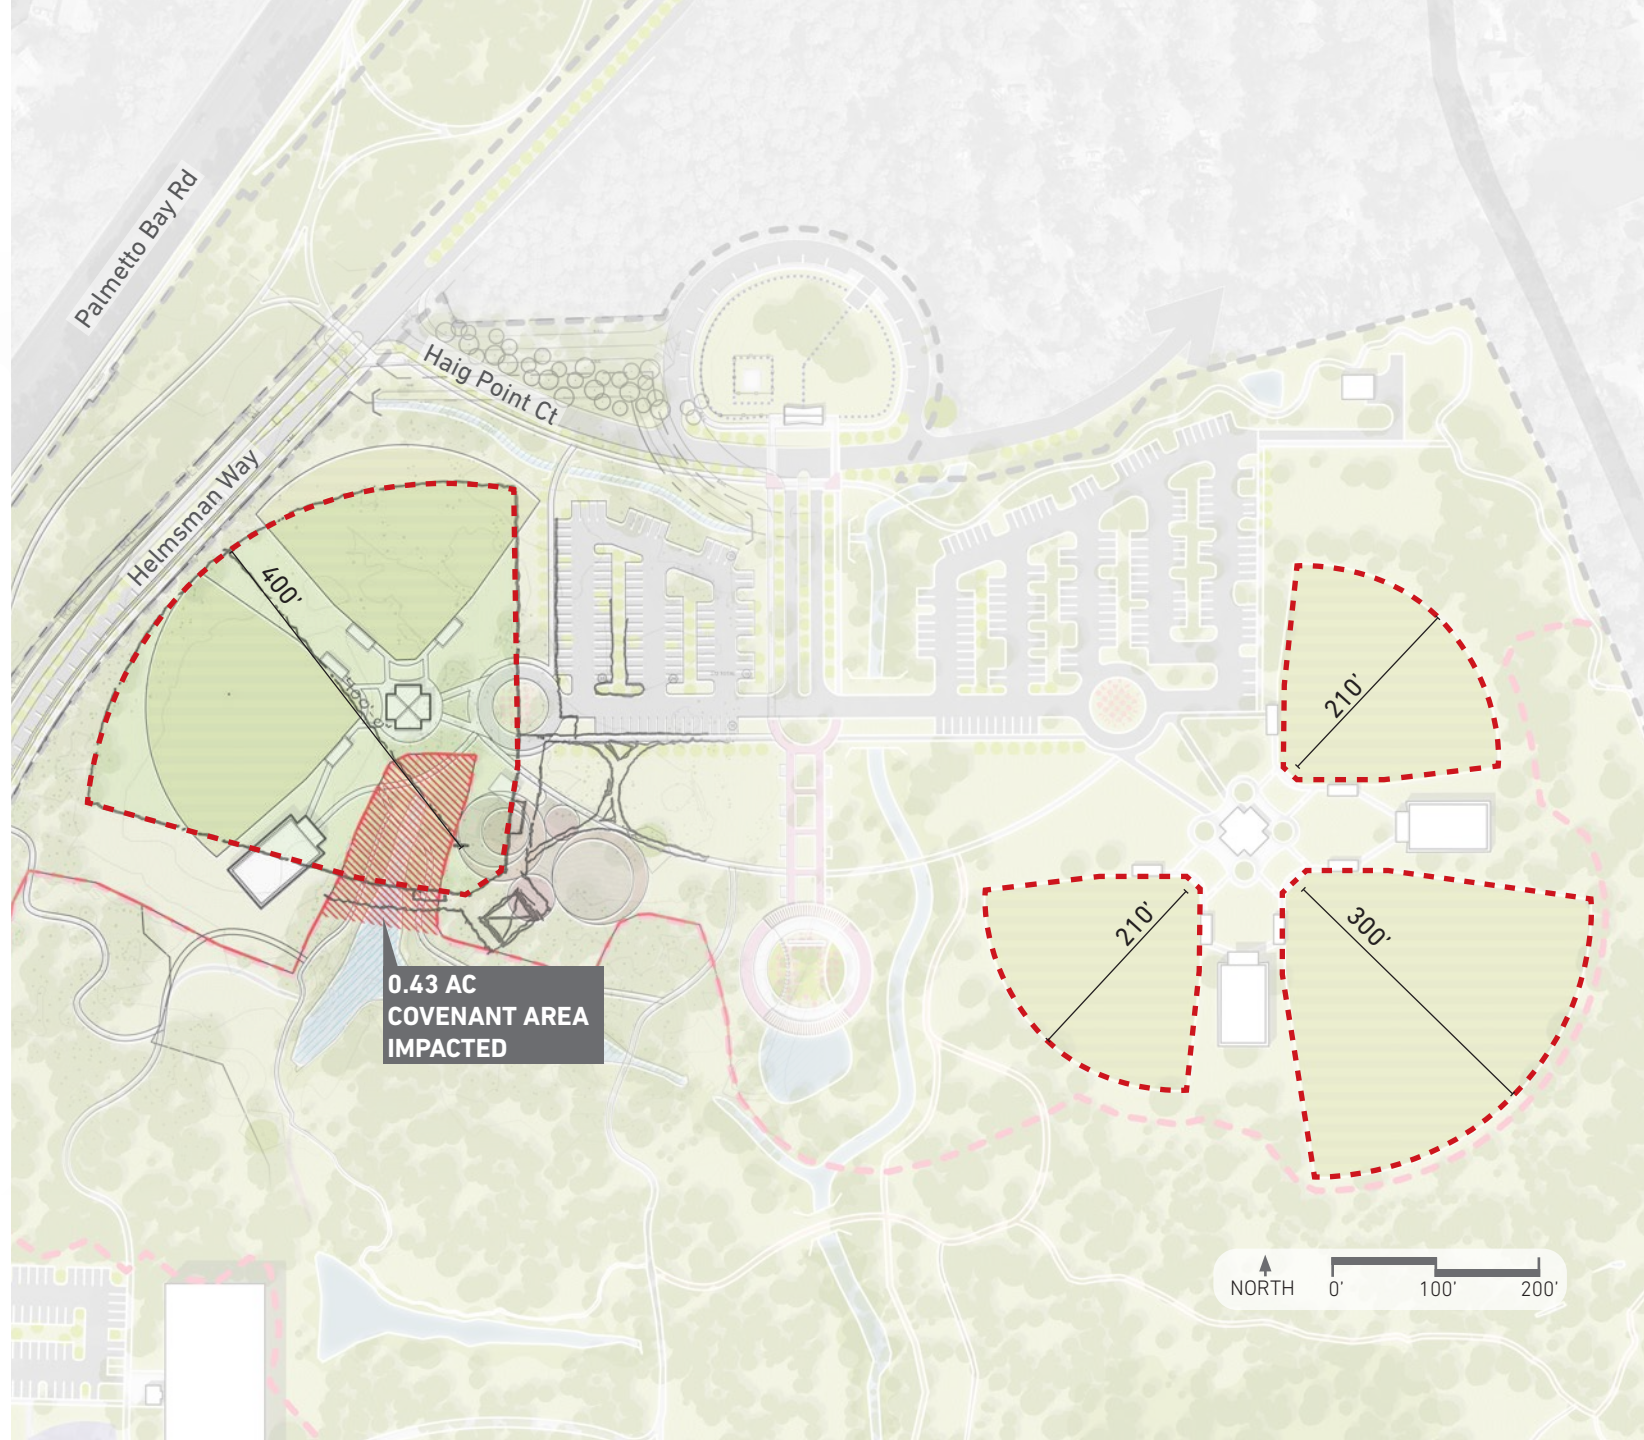 Palmetto Bay Rd
Haig Point Ct
Helmsman Way
400'
400'
210'
210'
300'
0.43 AC
COVENANT AREA
IMPACTED
NORTH
0'
100'
200'